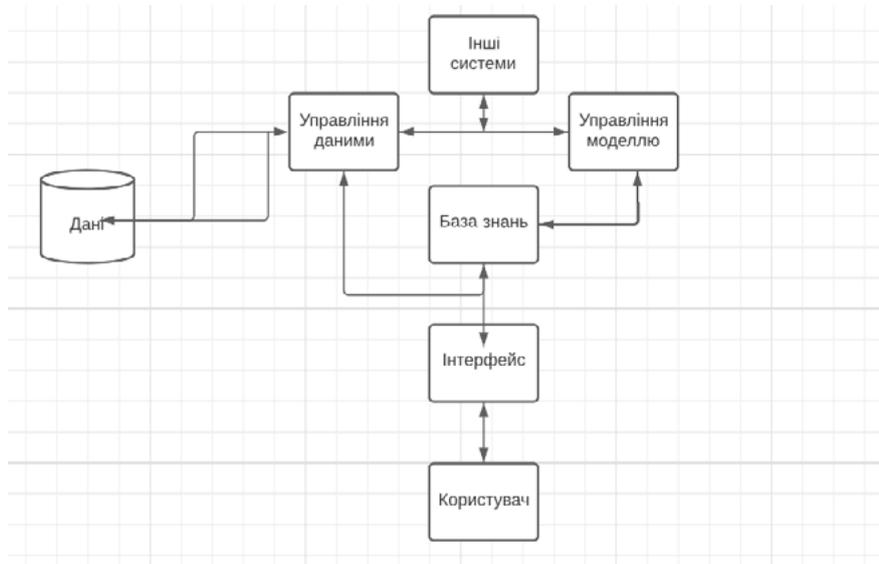 Інші
системи
Управління
даними
Управління
моделлю
Дані
База знань
Інтерфейс
Користувач